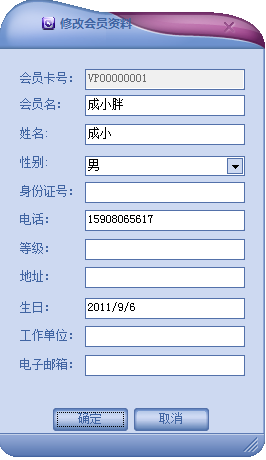 修改会员资料
会员卡号： VP00000001
会员名： 成小胖
姓名： 成小
性别： 男
身份证号：
电话： 15908065617
等级：
地址：
生日： 2011/9/6
工作单位：
电子邮箱：
确定 取消